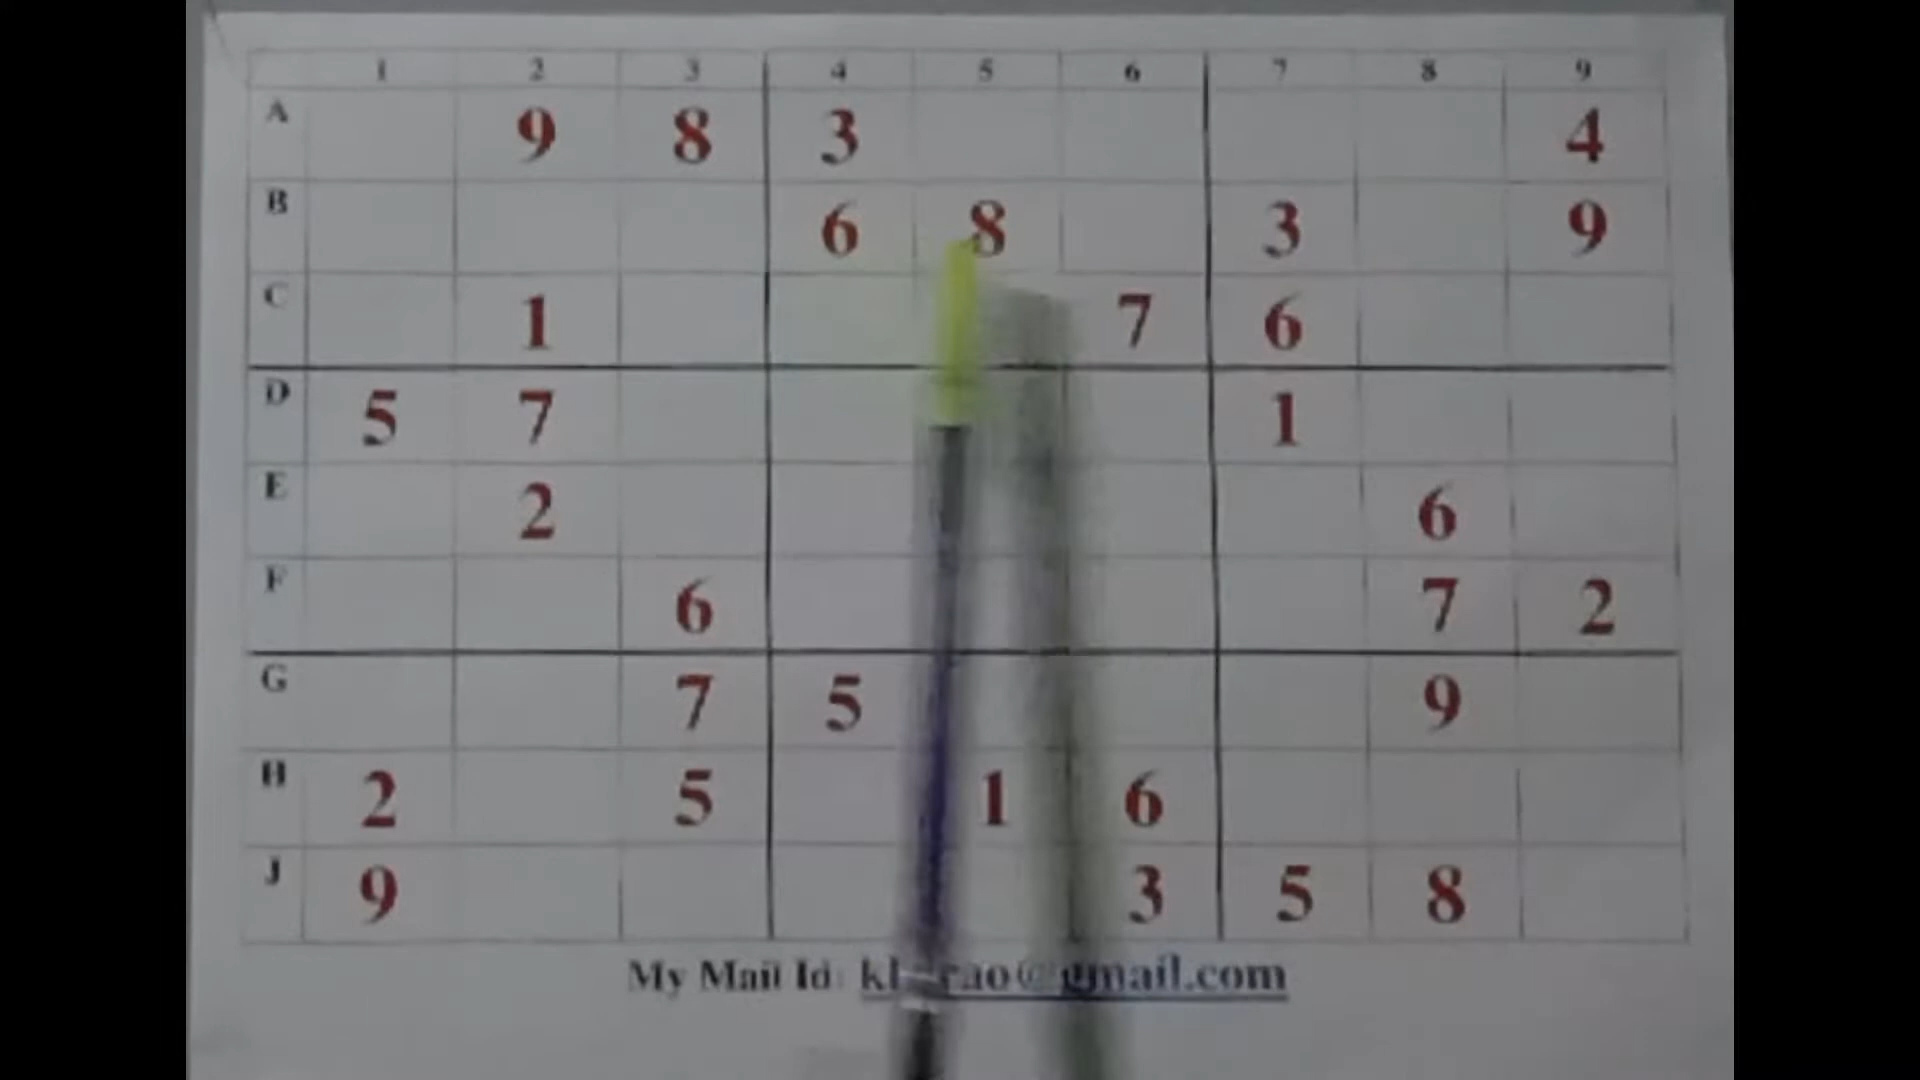 1 2 3 4 5 6 7 8 9
A 9 8 3 4
B 6 8 3 9
C 1 7 6
D 5 7 1
E 2 6
F 6 7 2
G 7 5 9
H 2 5 1 6
J 9 3 5 8
My Mail Id: